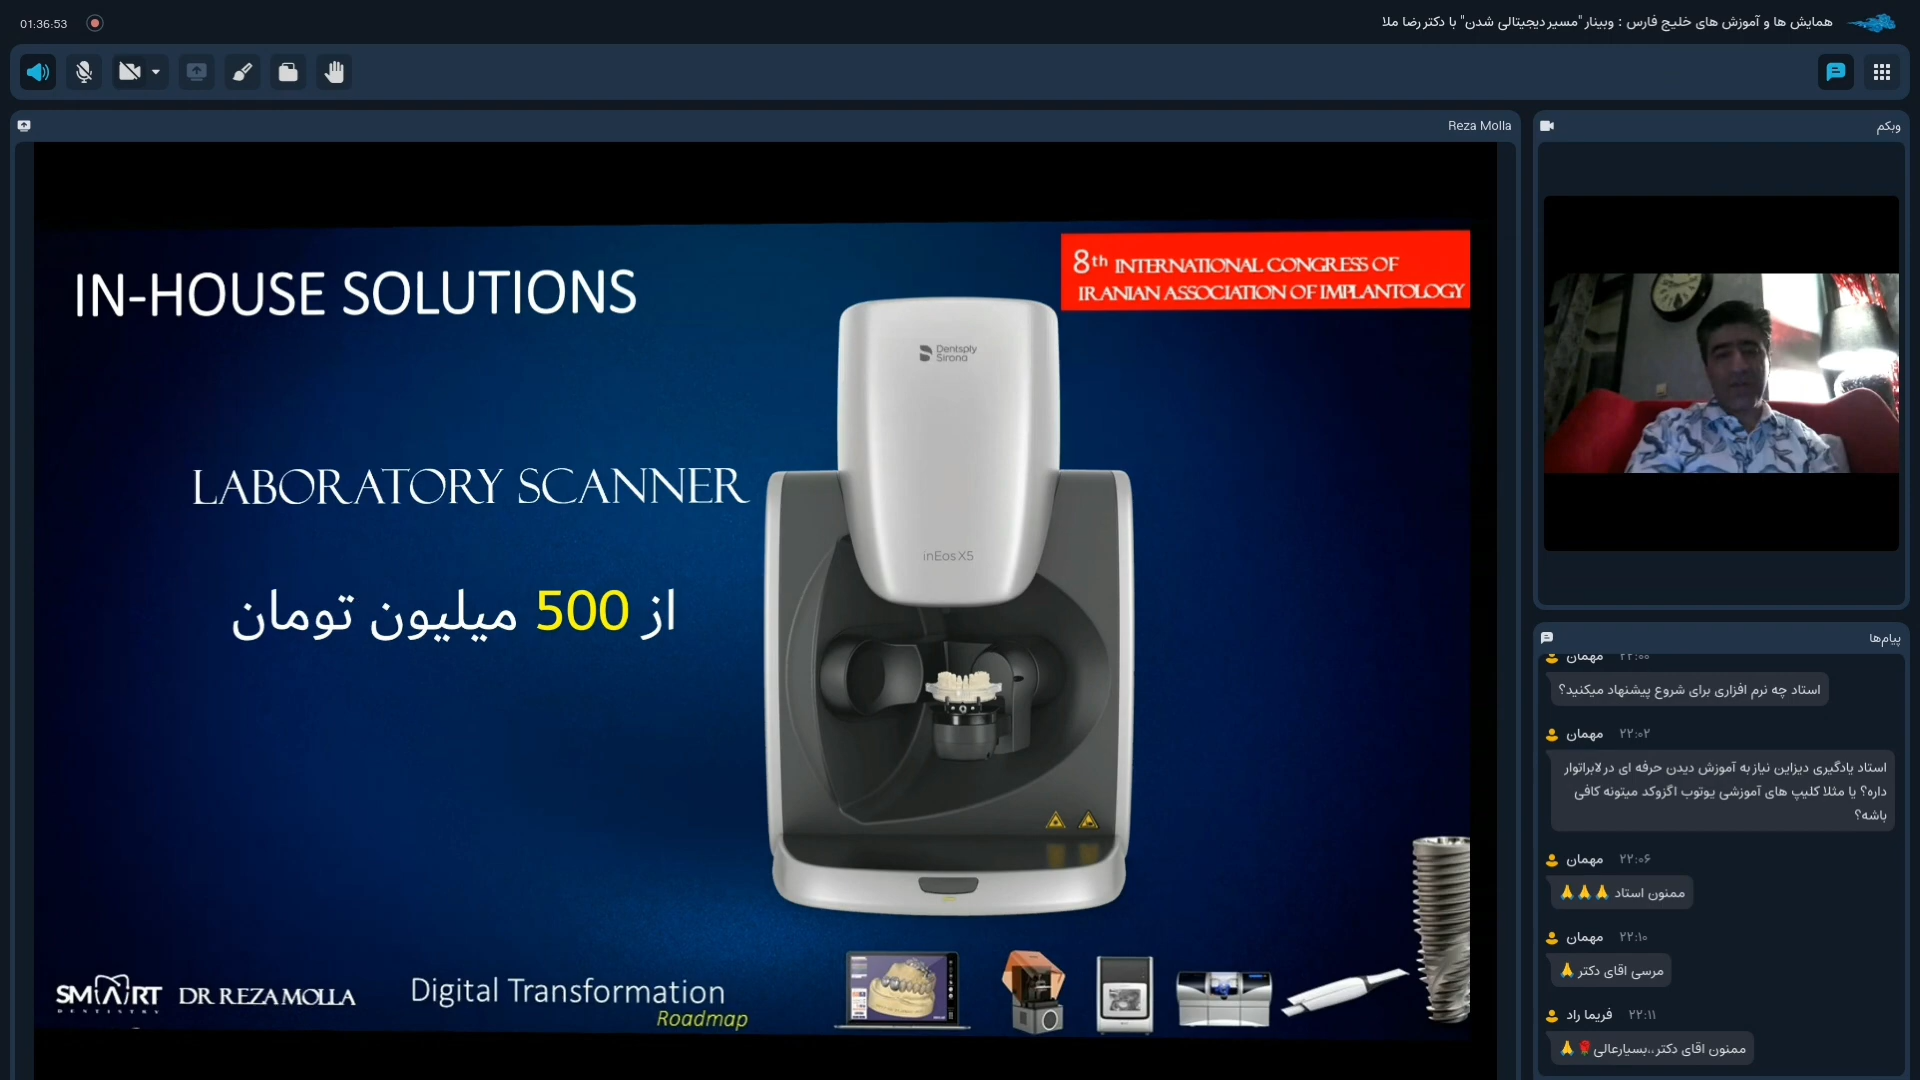 01:36:53
همایش ها و آموزش های خلیج فارس : وبینار "مسیر دیجیتالی شدن" با دکتر رضا ملا
Reza Molla
8th INTERNATIONAL CONGRESS OF
IRANIAN ASSOCIATION OF IMPLANTOLOGY
IN-HOUSE SOLUTIONS
Dentsply
Sirona
LABORATORY SCANNER
inEos X5
از 500 میلیون تومان
SMART
DENTISTRY
DR REZA MOLLA
Digital Transformation
Roadmap
وبکم
پیام‌ها
مهمان ۲۲:۰۰
استاد چه نرم افزاری برای شروع پیشنهاد میکنید؟
مهمان ۲۲:۰۲
استاد یادگیری دیزاین نیاز به آموزش دیدن حرفه ای در لابراتوار
داره؟ یا مثلا کلیپ های آموزشی یوتوب اگزوکد میتونه کافی
باشه؟
مهمان ۲۲:۰۶
ممنون استاد 🙏🙏🙏
مهمان ۲۲:۱۰
مرسی اقای دکتر 🙏
فریما راد ۲۲:۱۱
ممنون اقای دکتر،،بسیارعالی🌹🙏